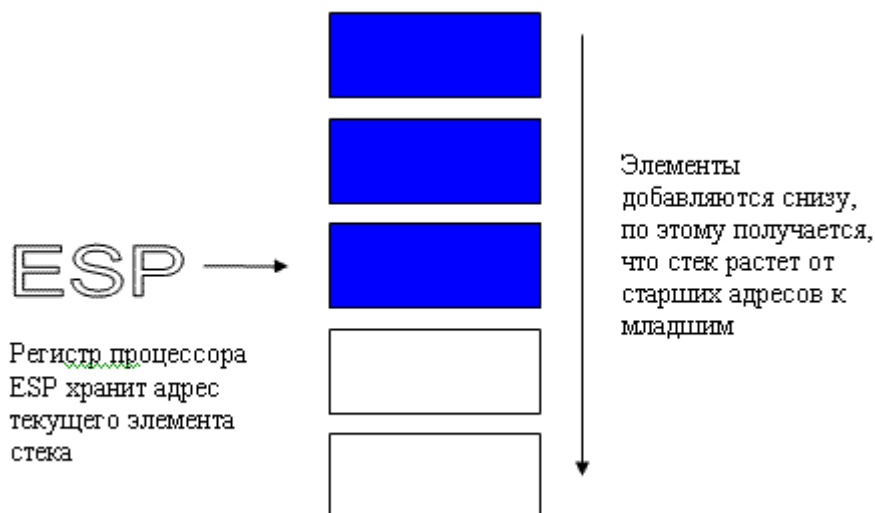 ESP
Регистр процессора
ESP хранит адрес
текущего элемента
стека
Элементы
добавляются снизу,
по этому получается,
что стек растет от
старших адресов к
младшим